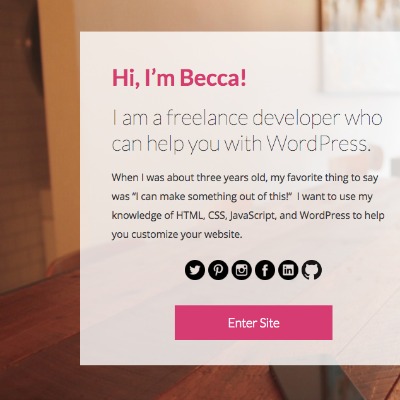 Hi, I’m Becca!
I am a freelance developer who
can help you with WordPress.
When I was about three years old, my favorite thing to say
was “I can make something out of this!“  I want to use my
knowledge of HTML, CSS, JavaScript, and WordPress to help
you customize your website.
Enter Site